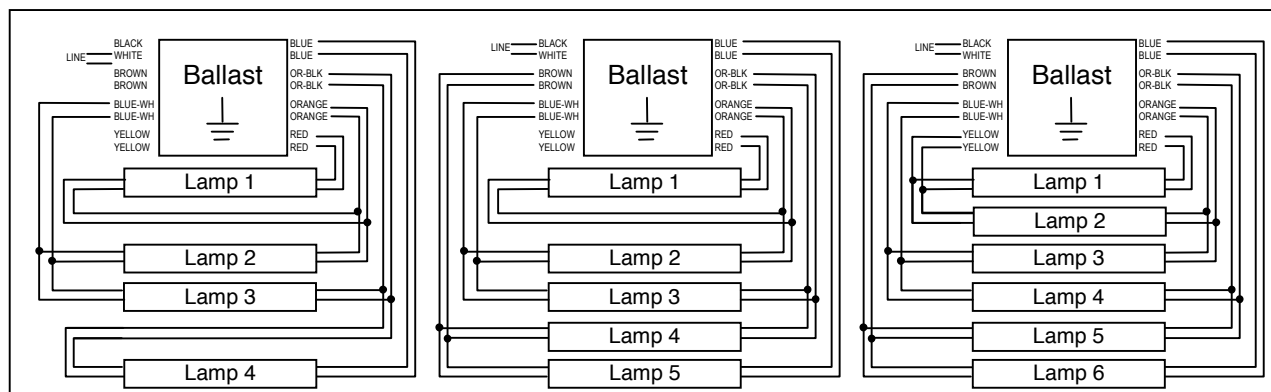 BLACK
LINE WHITE
BROWN
BROWN
BLUE-WH
BLUE-WH
YELLOW
YELLOW
Ballast
BLUE
BLUE
OR-BLK
OR-BLK
ORANGE
ORANGE
RED
RED
Lamp 1
Lamp 2
Lamp 3
Lamp 4
LINE BLACK
WHITE
BROWN
BROWN
BLUE-WH
BLUE-WH
YELLOW
YELLOW
Ballast
BLUE
BLUE
OR-BLK
OR-BLK
ORANGE
ORANGE
RED
RED
Lamp 1
Lamp 2
Lamp 3
Lamp 4
Lamp 5
LINE BLACK
WHITE
BROWN
BROWN
BLUE-WH
BLUE-WH
YELLOW
YELLOW
Ballast
BLUE
BLUE
OR-BLK
OR-BLK
ORANGE
ORANGE
RED
RED
Lamp 1
Lamp 2
Lamp 3
Lamp 4
Lamp 5
Lamp 6